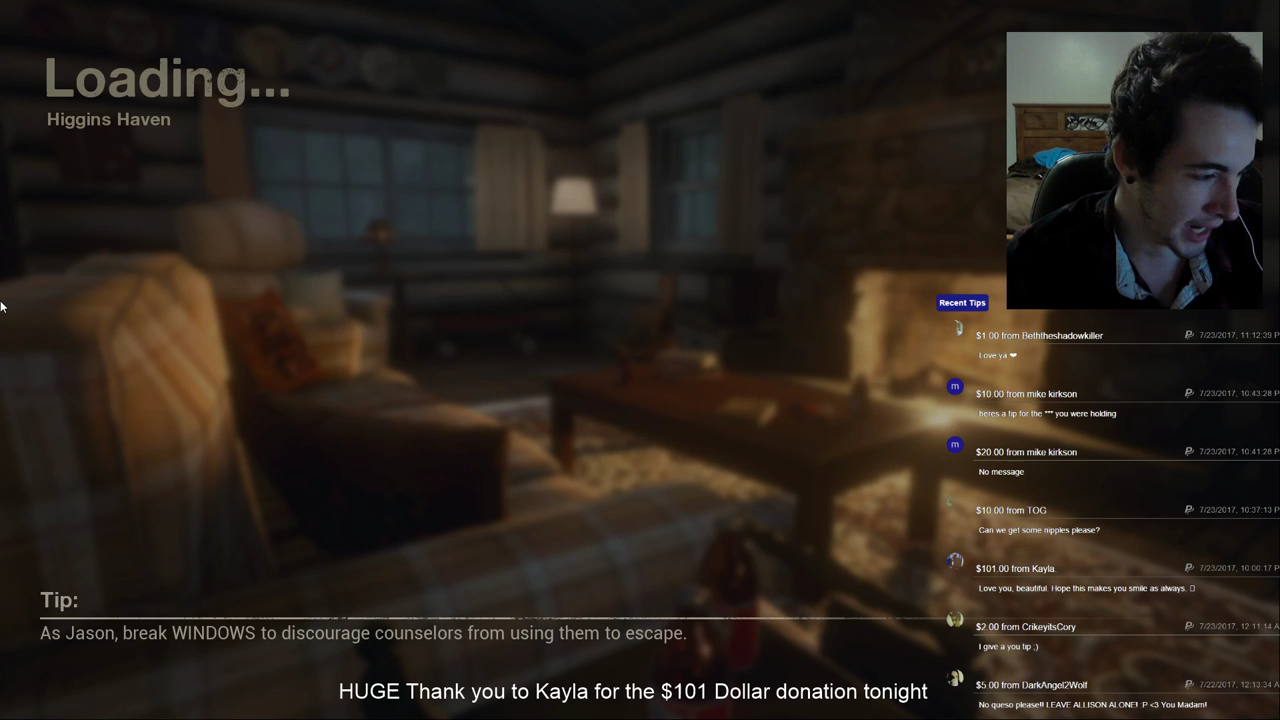 Loading...
Higgins Haven
Recent Tips
$1.00 from Beththeshadowkiller 7/23/2017, 11:12:39 P
Love ya ❤
m $10.00 from mike kirkson 7/23/2017, 10:43:28 P
heres a tip for the *** you were holding
m $20.00 from mike kirkson 7/23/2017, 10:41:28 P
No message
$10.00 from TOG 7/23/2017, 10:37:13 P
Can we get some nipples please?
$101.00 from Kayla 7/23/2017, 10:00:17 P
Love you, beautiful. Hope this makes you smile as always.
$2.00 from CrikeyitsCory 7/23/2017, 12:11:14 A
I give a you tip ;)
$5.00 from DarkAngel2Wolf 7/22/2017, 12:13:34 A
No queso please!! LEAVE ALLISON ALONE! :P <3 You Madam!
Tip:
As Jason, break WINDOWS to discourage counselors from using them to escape.
HUGE Thank you to Kayla for the $101 Dollar donation tonight